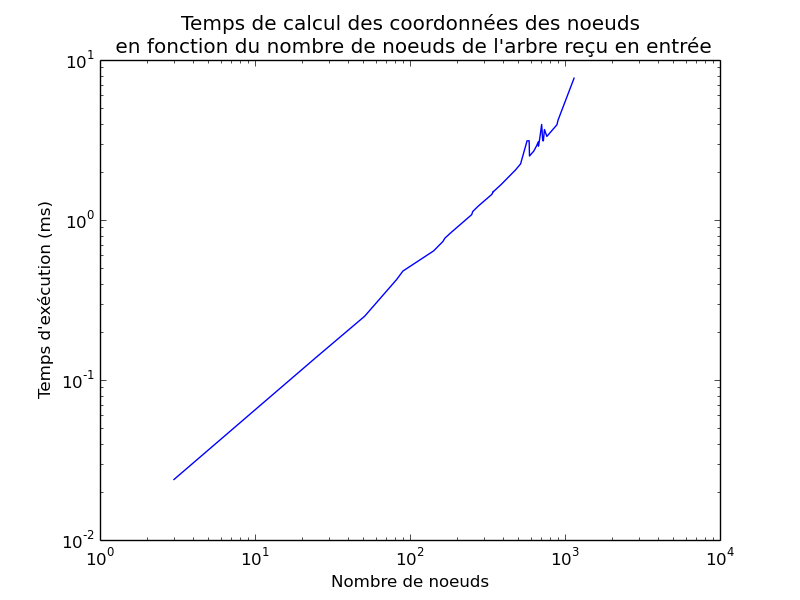 Temps de calcul des coordonnées des noeuds
en fonction du nombre de noeuds de l'arbre reçu en entrée
10^1
10^0
10^-1
10^-2
Temps d'exécution (ms)
10^0 10^1 10^2 10^3 10^4
Nombre de noeuds